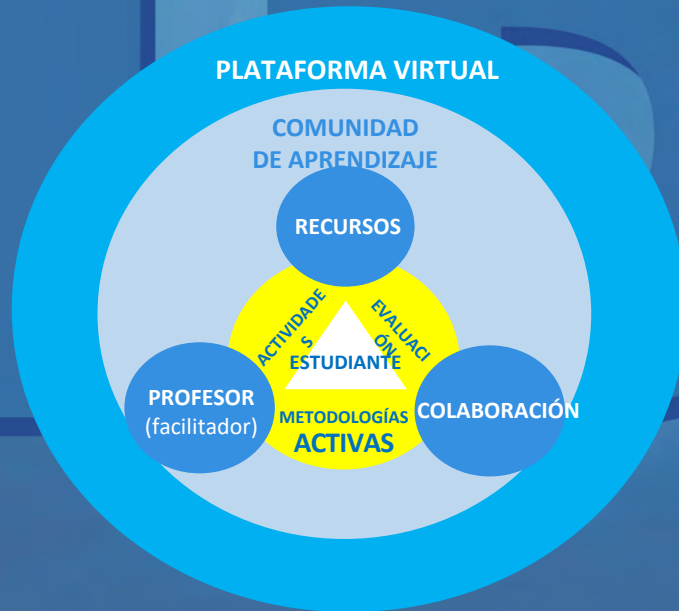 PLATAFORMA VIRTUAL
COMUNIDAD
DE APRENDIZAJE
RECURSOS
ACTIVIDADE
S
EVALUACI
ÓN
ESTUDIANTE
PROFESOR
(facilitador)
COLABORACIÓN
METODOLOGÍAS
ACTIVAS